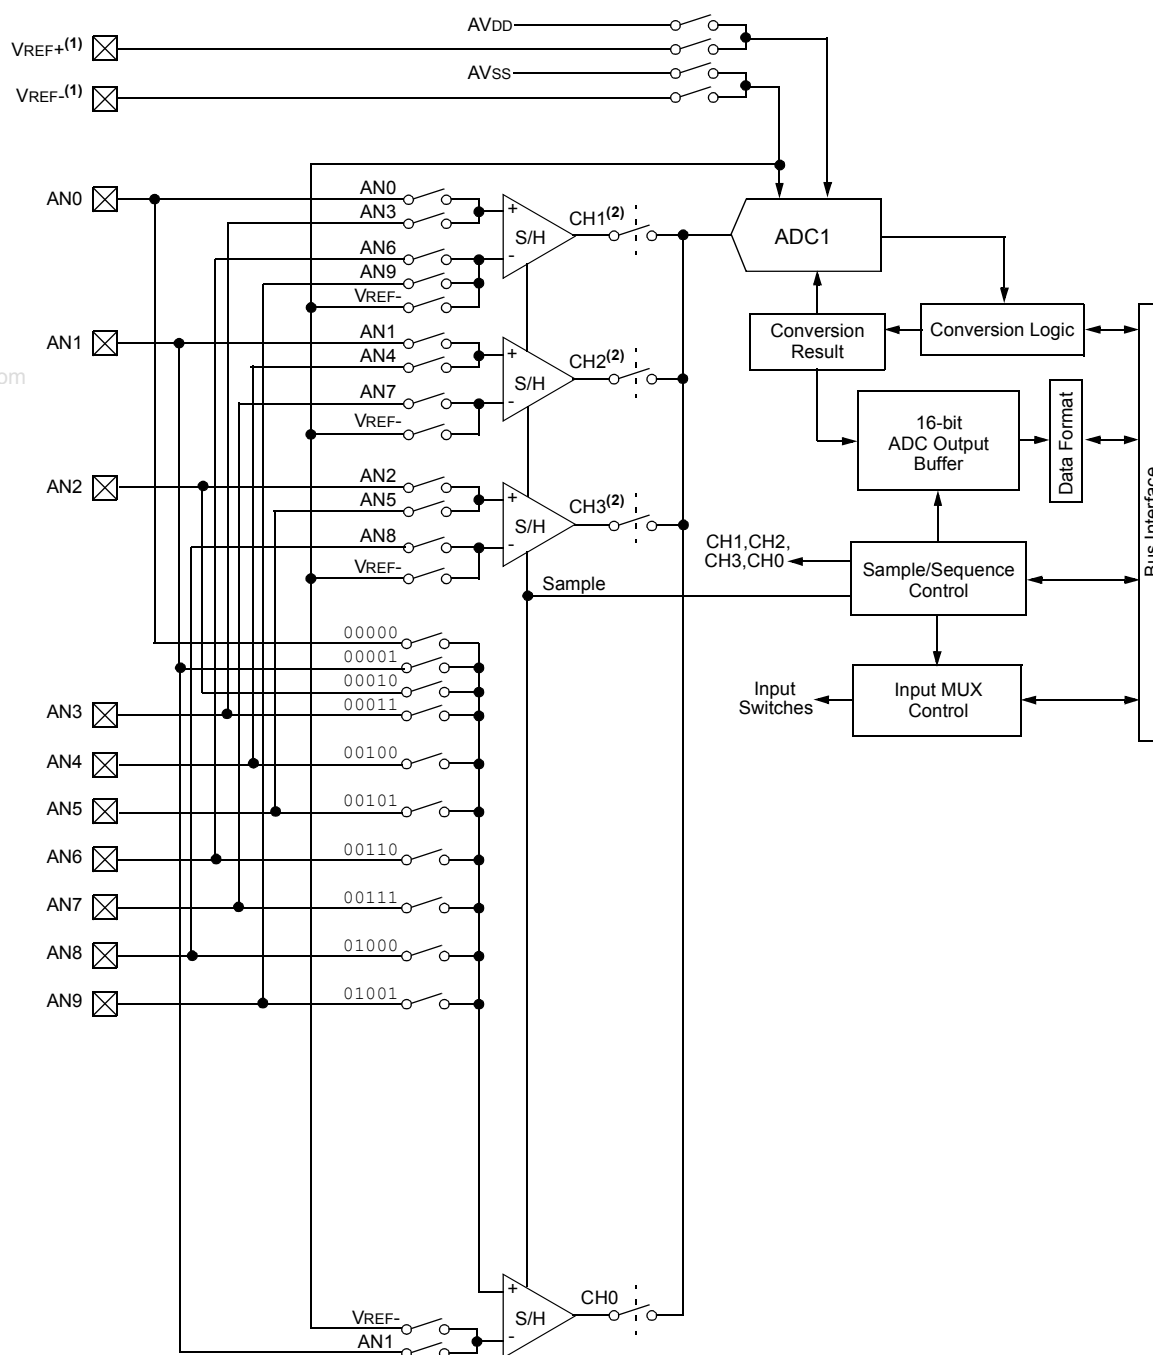 AVDD
VREF+(1)
AVSS
VREF-(1)
AN0
AN0
AN3
AN6
AN9
VREF-
+
S/H
-
CH1(2)
ADC1
Conversion Logic
Conversion
Result
AN1
AN1
AN4
AN7
VREF-
+
S/H
-
CH2(2)
om
16-bit
ADC Output
Buffer
Data Format
Bus Interface
AN2
AN2
AN5
AN8
VREF-
+
S/H
-
CH3(2)
CH1,CH2,
CH3,CH0
Sample/Sequence
Control
Sample
Input
Switches
Input MUX
Control
00000
00001
00010
00011
AN3
AN4
00100
AN5
00101
AN6
00110
AN7
00111
AN8
01000
AN9
01001
VREF-
AN1
+
S/H
-
CH0